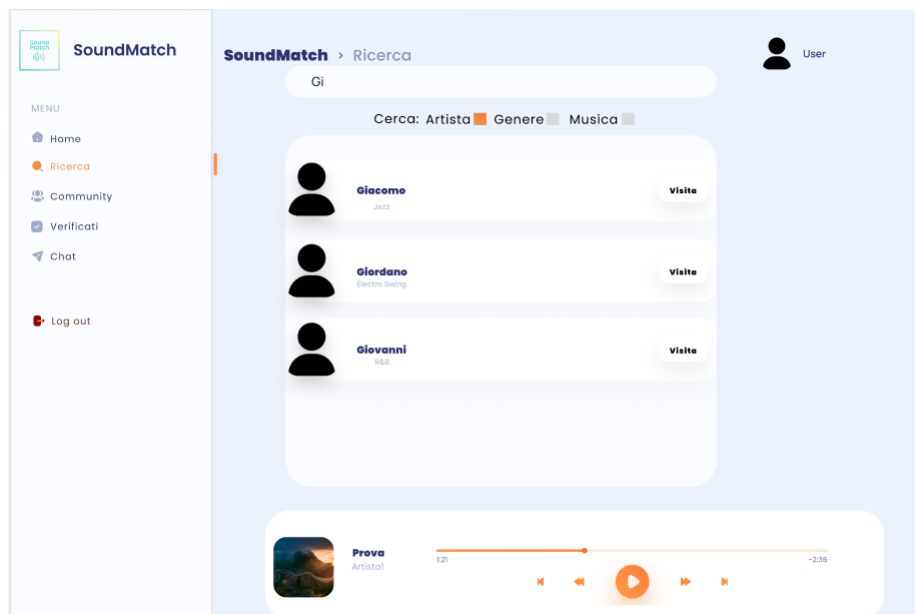 Sound
Match
SoundMatch
MENU
Home
Ricerca
Community
Verificati
Chat
Log out
SoundMatch › Ricerca
User
Gi
Cerca: Artista Genere Musica
Giacomo
Jazz
Visita
Giordano
Electro Swing
Visita
Giovanni
R&B
Visita
Prova
Artista1
1:21
-2:36